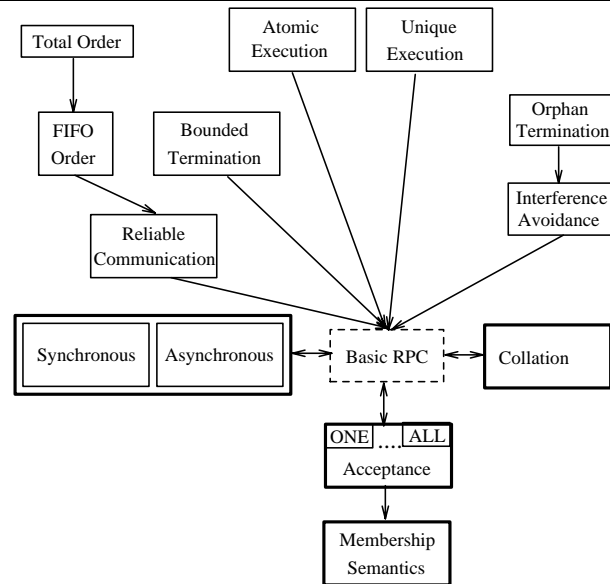 Atomic
Execution
Unique
Execution
Total Order
FIFO
Order
Bounded
Termination
Orphan
Termination
Reliable
Communication
Interference
Avoidance
Synchronous
Asynchronous
Basic RPC
Collation
ONE .... ALL
Acceptance
Membership
Semantics